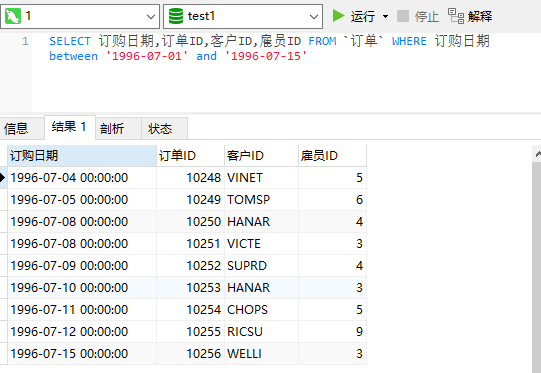 1 test1 运行 停止 解释
1 SELECT 订购日期,订单ID,客户ID,雇员ID FROM `订单` WHERE 订购日期
between '1996-07-01' and '1996-07-15'
信息 结果 1 剖析 状态
订购日期 订单ID 客户ID 雇员ID
1996-07-04 00:00:00 10248 VINET 5
1996-07-05 00:00:00 10249 TOMSP 6
1996-07-08 00:00:00 10250 HANAR 4
1996-07-08 00:00:00 10251 VICTE 3
1996-07-09 00:00:00 10252 SUPRD 4
1996-07-10 00:00:00 10253 HANAR 3
1996-07-11 00:00:00 10254 CHOPS 5
1996-07-12 00:00:00 10255 RICSU 9
1996-07-15 00:00:00 10256 WELLI 3